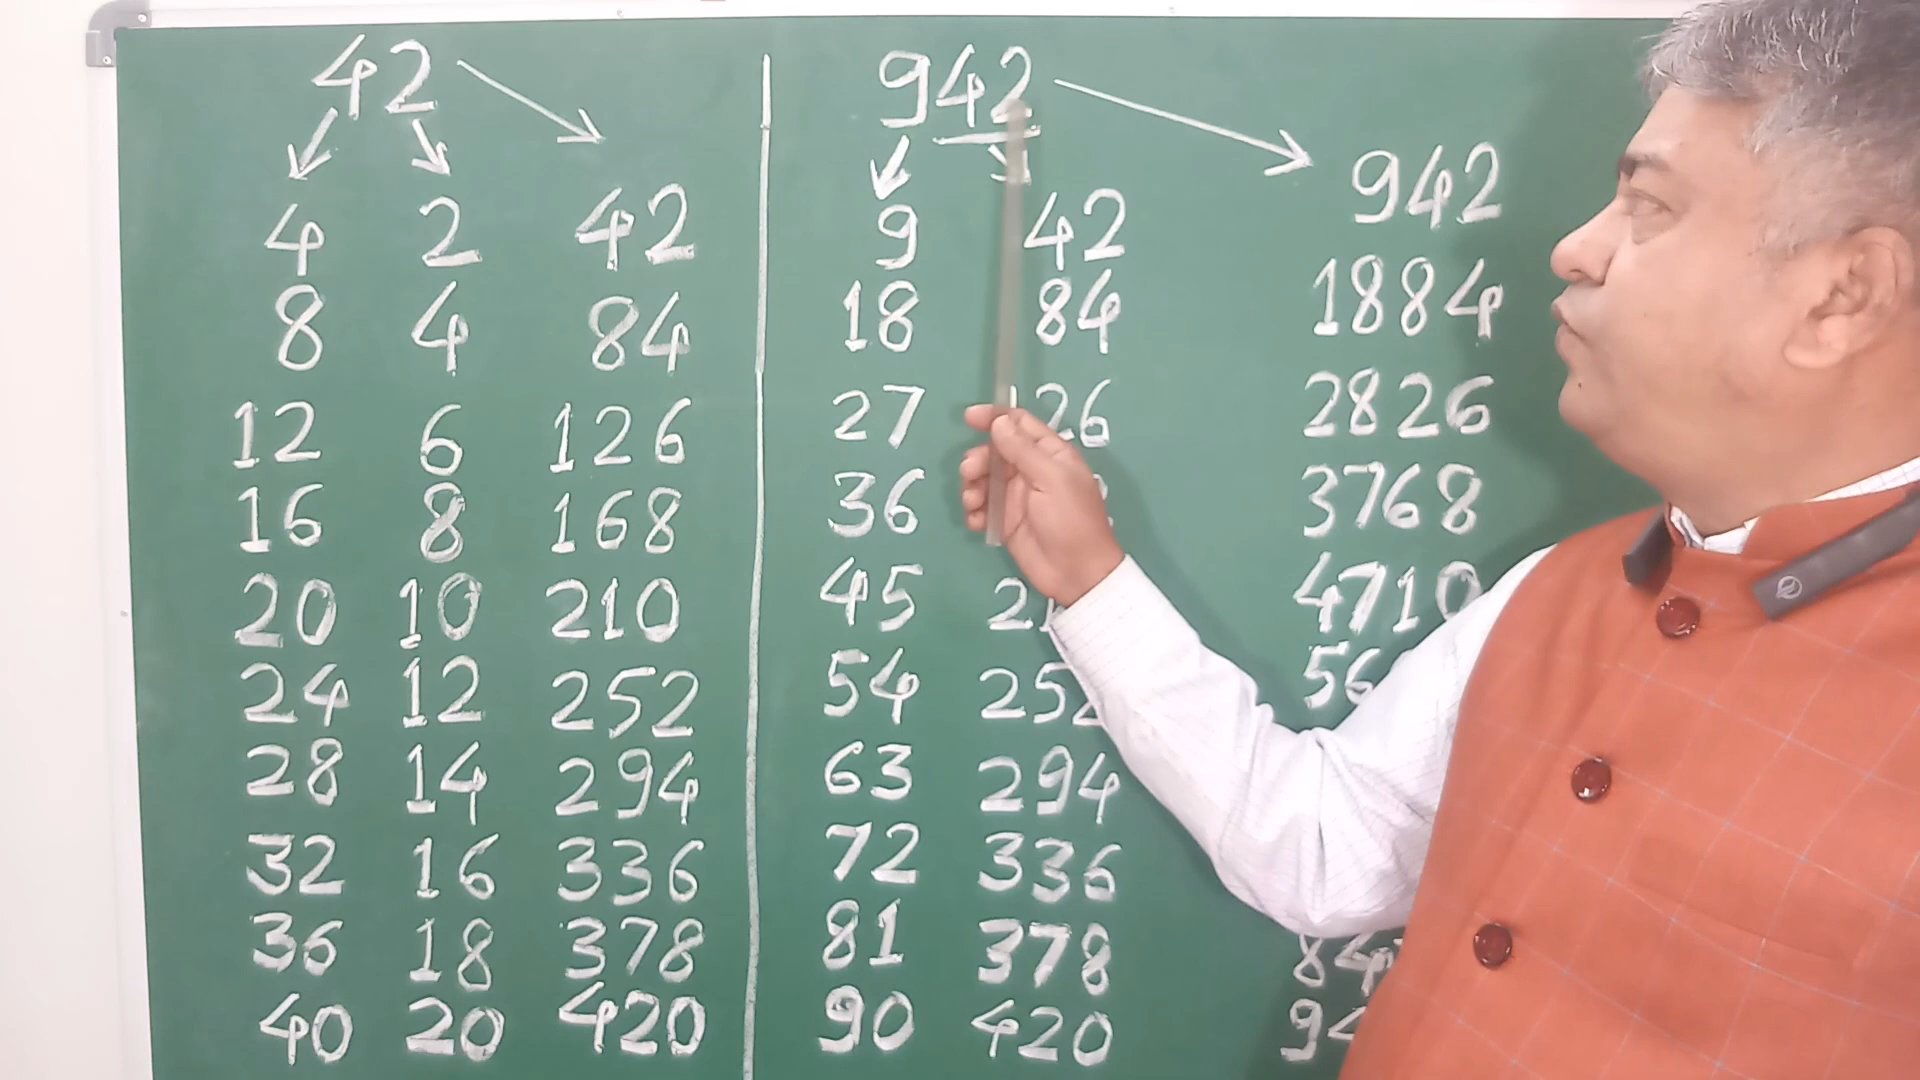 42 942
942
4 2 42 9 42
8 4 84 18 84 1884
12 6 126 27 126 2826
16 8 168 36 3768
20 10 210 45 4710
24 12 252 54 252
28 14 294 63 294
32 16 336 72 336
36 18 378 81 378
40 20 420 90 420